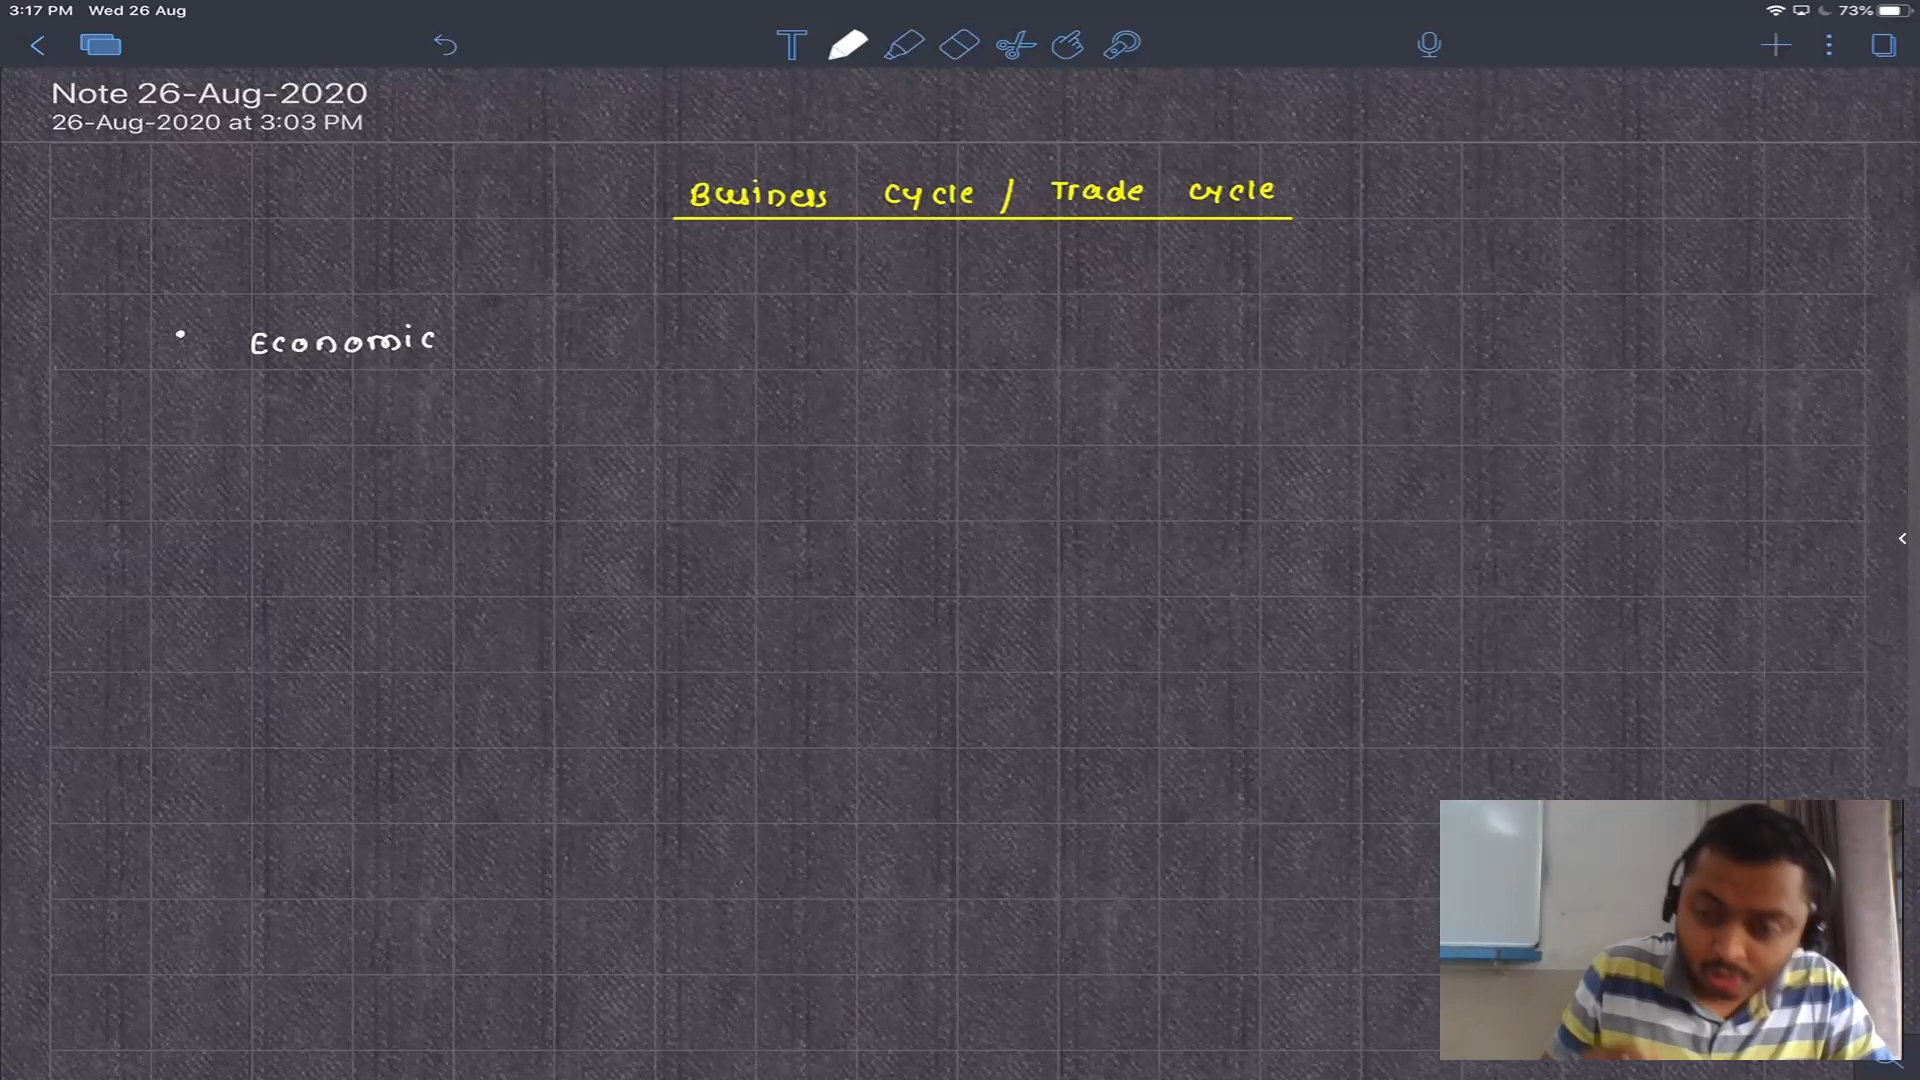 3:17 PM Wed 26 Aug
73%
Note 26-Aug-2020
26-Aug-2020 at 3:03 PM
Business cycle / Trade cycle
• Economic